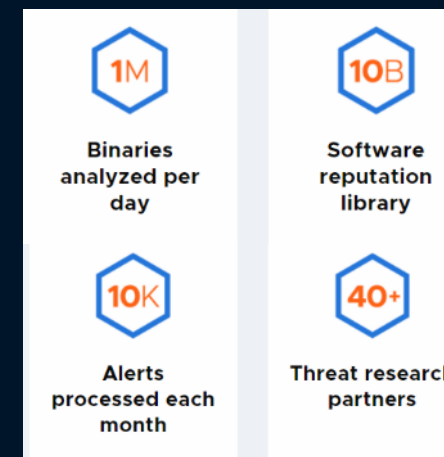 1M
Binaries
analyzed per
day
10B
Software
reputation
library
10K
Alerts
processed each
month
40+
Threat research
partners